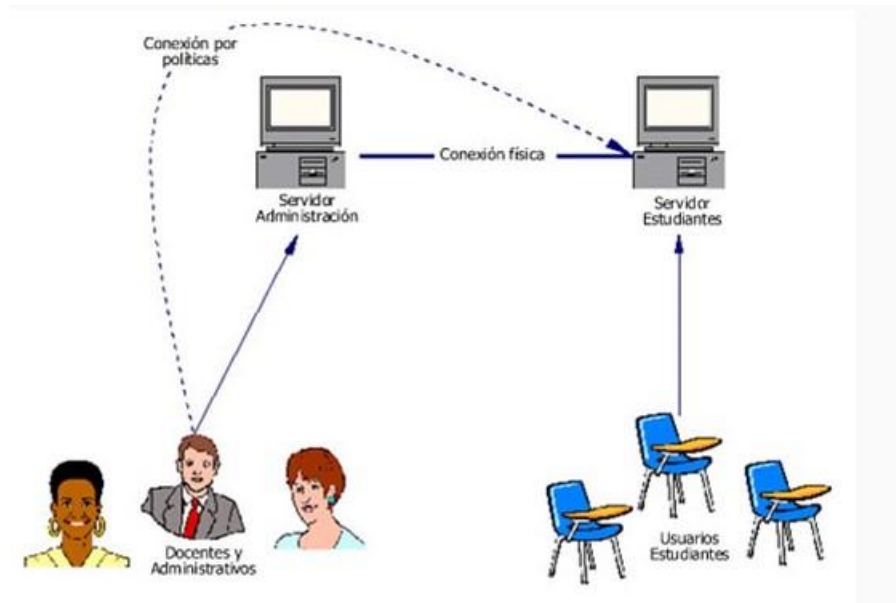 Conexión por
políticas
Conexión física
Servidor
Administración
Servidor
Estudiantes
Docentes y
Administrativos
Usuarios
Estudiantes